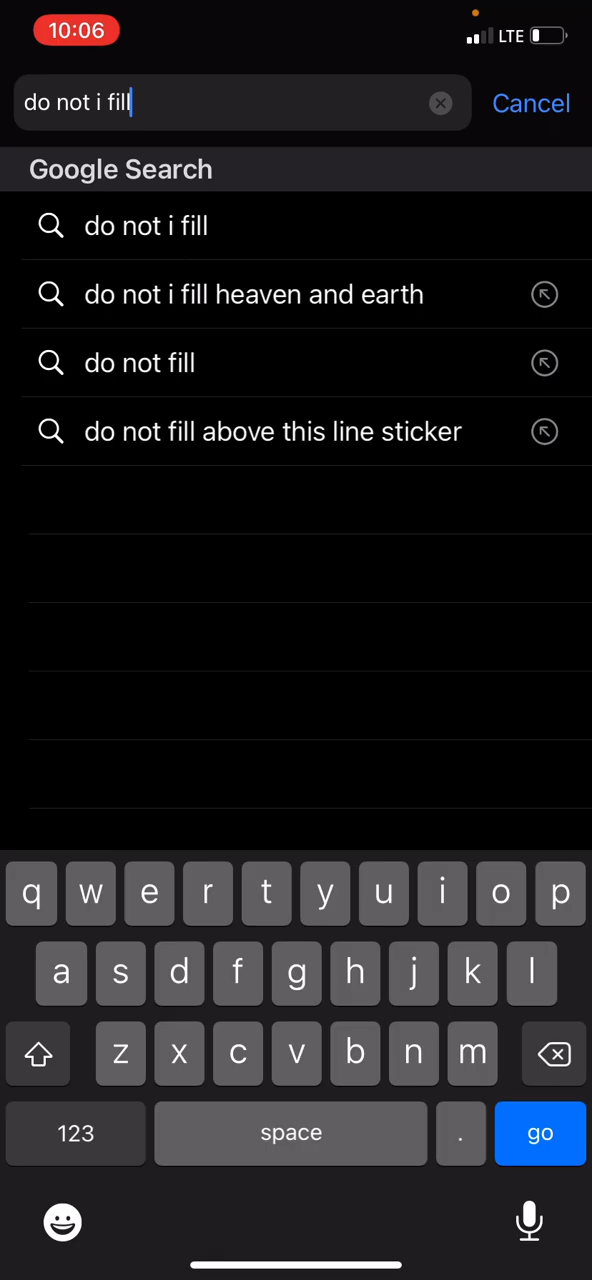 10:06
LTE
do not i fill
Cancel
Google Search
do not i fill
do not i fill heaven and earth
do not fill
do not fill above this line sticker
q w e r t y u i o p
a s d f g h j k l
z x c v b n m
123 space . go